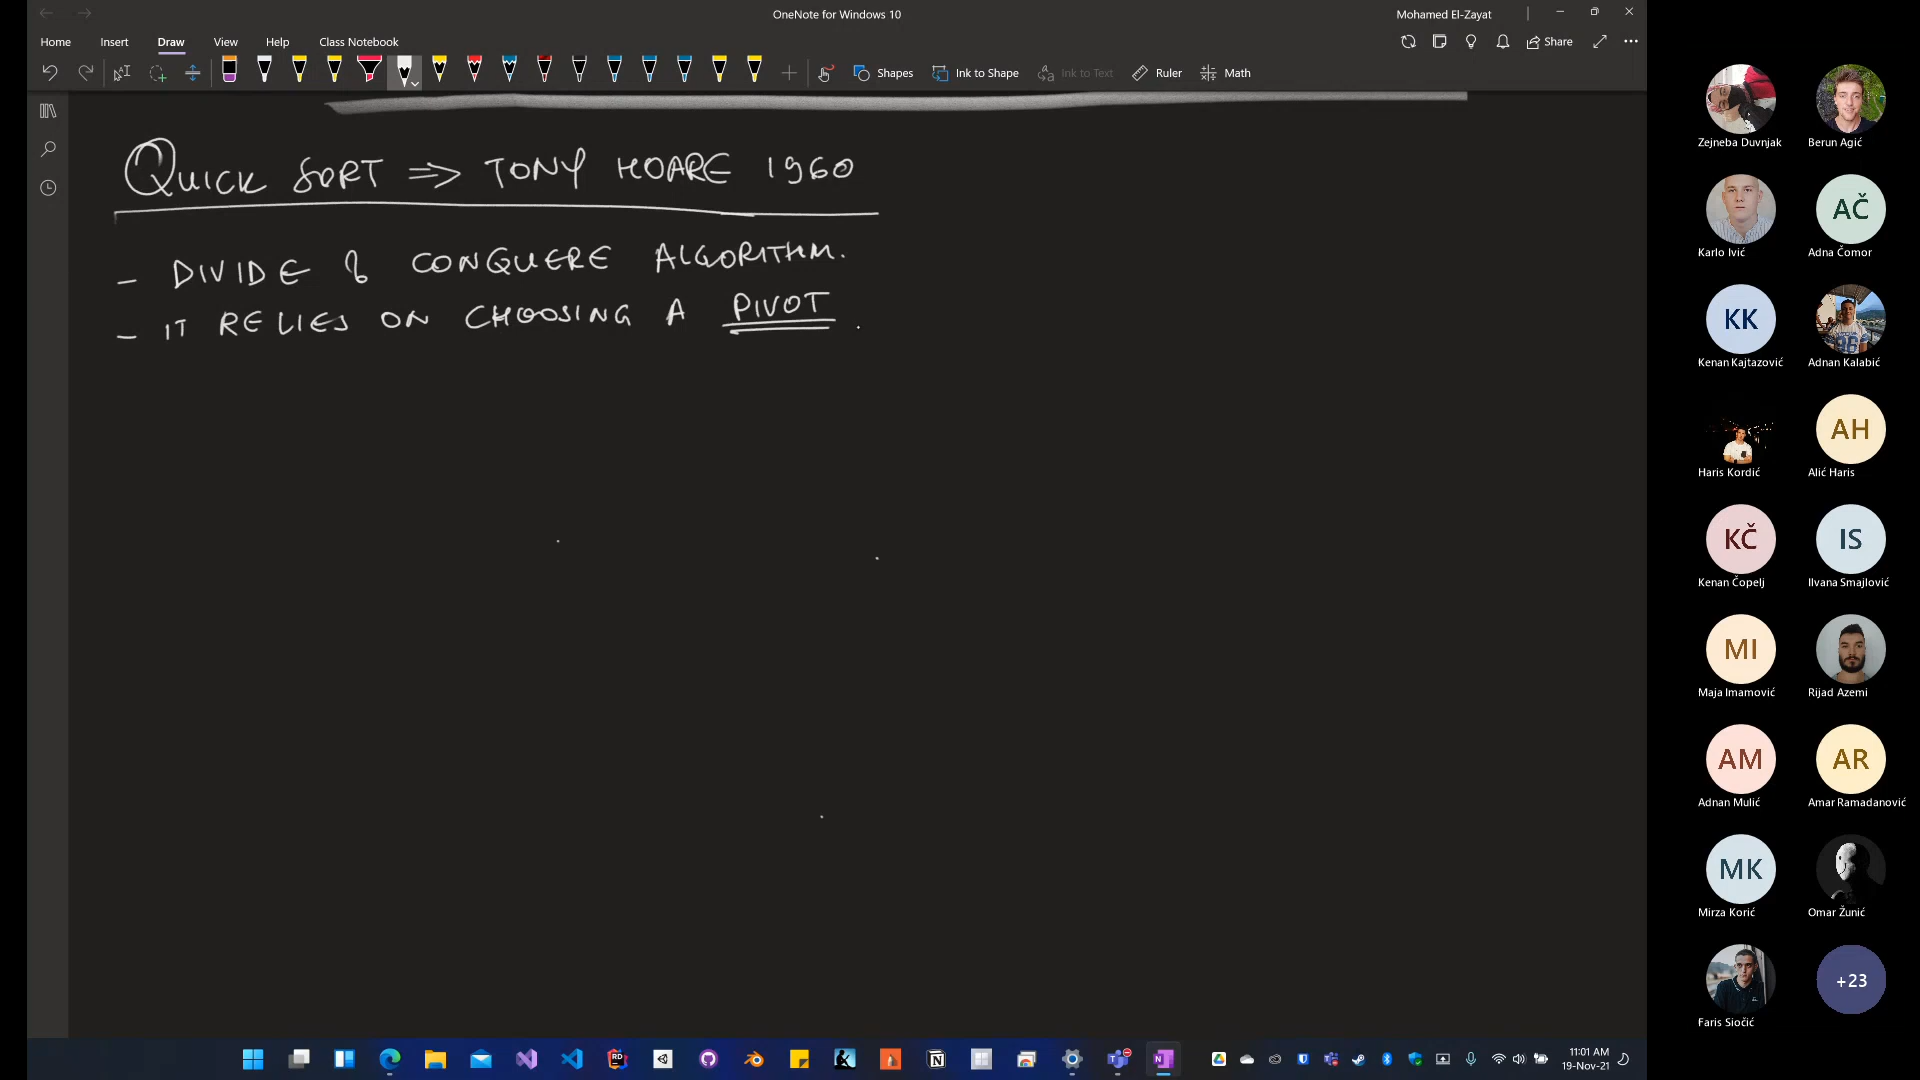 OneNote for Windows 10
Mohamed El-Zayat
Home Insert Draw View Help Class Notebook
Share
Shapes Ink to Shape Ink to Text Ruler Math
QUICK SORT => TONY HOARE 1960
- DIVIDE & CONQUERE ALGORITHM.
- IT RELIES ON CHOOSING A PIVOT
Zejneba Duvnjak
Berun Agić
Karlo Ivić
AČ
Adna Čomor
KK
Kenan Kajtazović
Adnan Kalabić
Haris Kordić
AH
Alić Haris
KČ
Kenan Čopelj
IS
Ilvana Smajlović
MI
Maja Imamović
Rijad Azemi
AM
Adnan Mulić
AR
Amar Ramadanović
MK
Mirza Korić
Omar Žunić
Faris Siočić
+23
11:01 AM
19-Nov-21